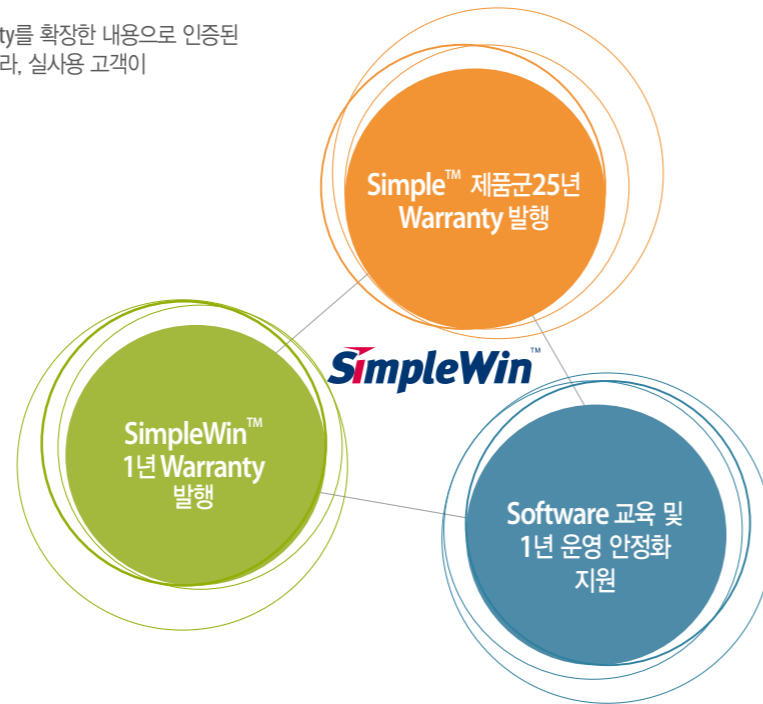 ty를 확장한 내용으로 인증된
라, 실사용 고객이
Simple™ 제품군25년
Warranty 발행
SimpleWin™
SimpleWin™
1년 Warranty
발행
Software 교육 및
1년 운영 안정화
지원